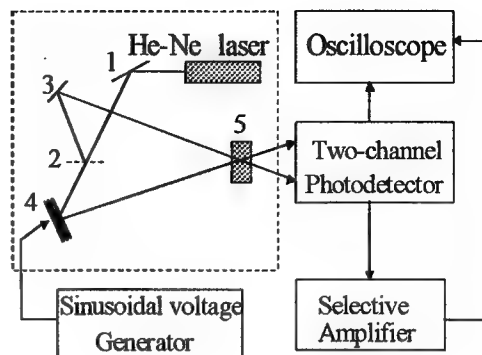 He-Ne laser
Oscilloscope
1
3
5
2
Two-channel
Photodetector
4
Sinusoidal voltage
Generator
Selective
Amplifier